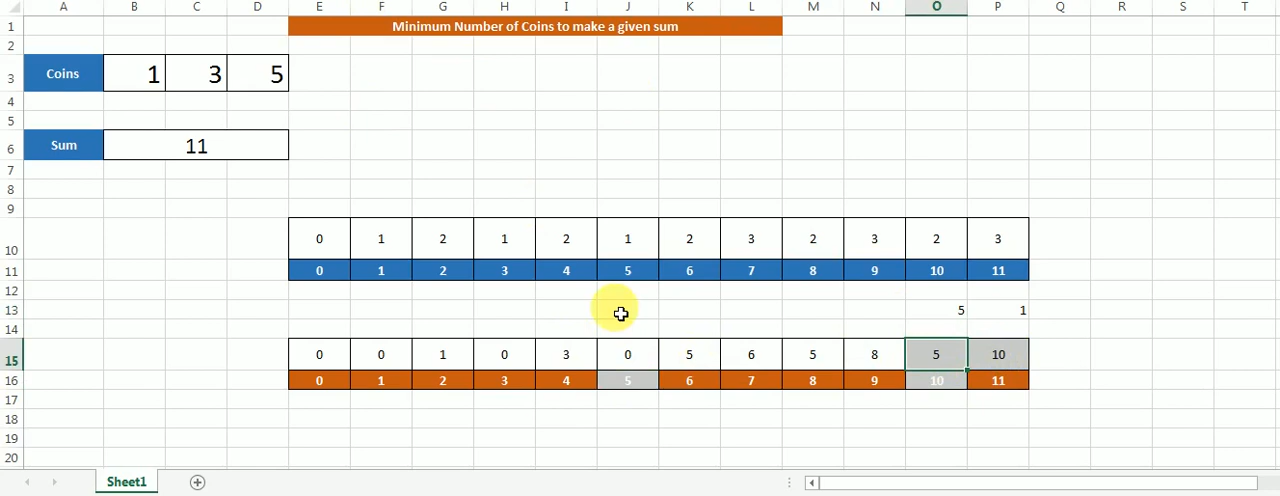 A B C D E F G H I J K L M N O P Q R S T
1 Minimum Number of Coins to make a given sum
2
3 Coins 1 3 5
4
5
6 Sum 11
7
8
9
10 0 1 2 1 2 1 2 3 2 3 2 3
11 0 1 2 3 4 5 6 7 8 9 10 11
12
13 5 1
14
15 0 0 1 0 3 0 5 6 5 8 5 10
16 0 1 2 3 4 5 6 7 8 9 10 11
17
18
19
20
Sheet1